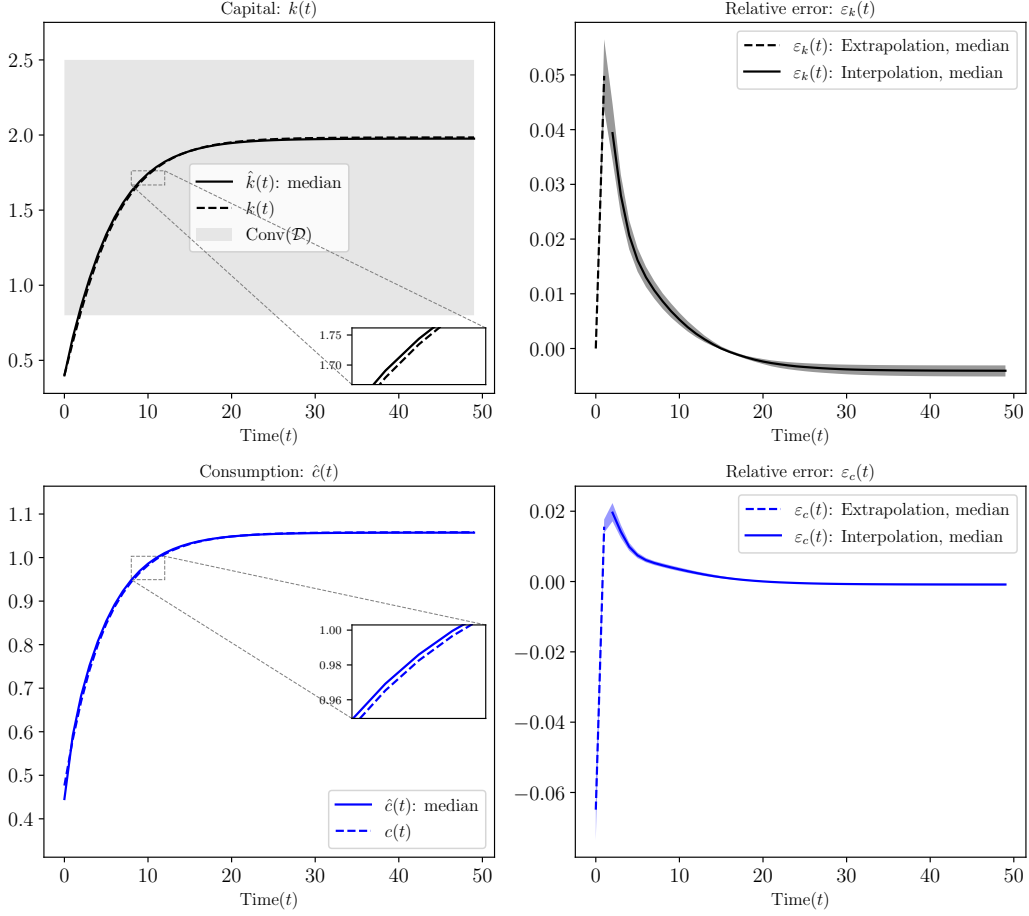 Capital: k(t)
2.5
2.0
1.5
1.0
0.5
k̂(t): median
k(t)
Conv(𝒟)
1.75
1.70
0 10 20 30 40 50
Time(t)
Relative error: ε_k(t)
ε_k(t): Extrapolation, median
ε_k(t): Interpolation, median
0.05
0.04
0.03
0.02
0.01
0.00
0 10 20 30 40 50
Time(t)
Consumption: ĉ(t)
1.1
1.0
0.9
0.8
0.7
0.6
0.5
0.4
1.00
0.98
0.96
ĉ(t): median
c(t)
0 10 20 30 40 50
Time(t)
Relative error: ε_c(t)
ε_c(t): Extrapolation, median
ε_c(t): Interpolation, median
0.02
0.00
−0.02
−0.04
−0.06
0 10 20 30 40 50
Time(t)